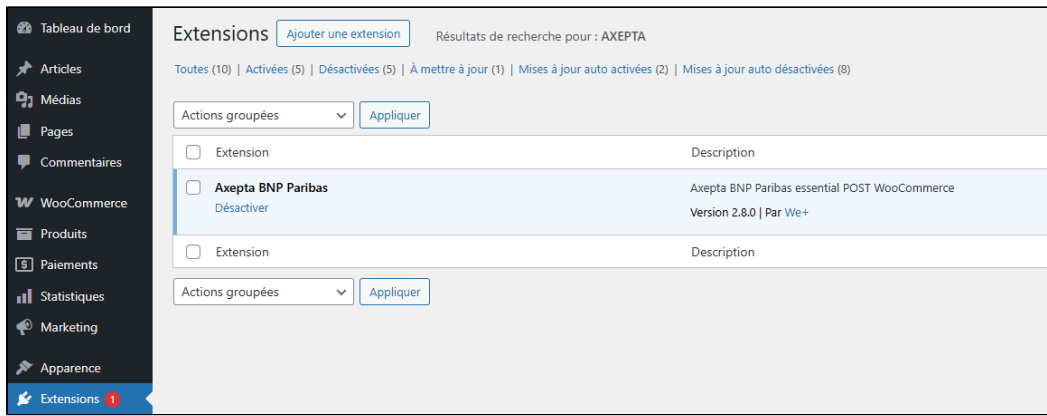 Tableau de bord
Articles
Médias
Pages
Commentaires
WooCommerce
Produits
Paiements
Statistiques
Marketing
Apparence
Extensions 1
Extensions Ajouter une extension Résultats de recherche pour : AXEPTA
Toutes (10) | Activées (5) | Désactivées (5) | À mettre à jour (1) | Mises à jour auto activées (2) | Mises à jour auto désactivées (8)
Actions groupées Appliquer
Extension Description
Axepta BNP Paribas Axepta BNP Paribas essential POST WooCommerce
Désactiver Version 2.8.0 | Par We+
Extension Description
Actions groupées Appliquer